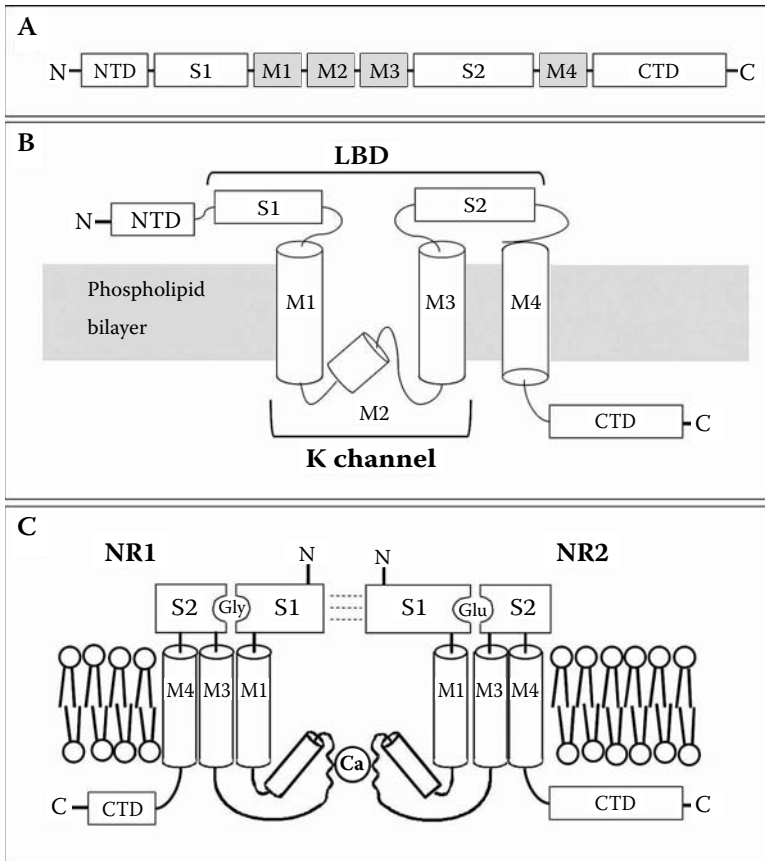 A
N NTD S1 M1 M2 M3 S2 M4 CTD C
B
LBD
N NTD S1 S2
Phospholipid
bilayer
M1 M3 M4
M2
CTD C
K channel
C
NR1 NR2
N N
S2 Gly S1 S1 Glu S2
M4 M3 M1 M1 M3 M4
Ca
C CTD CTD C